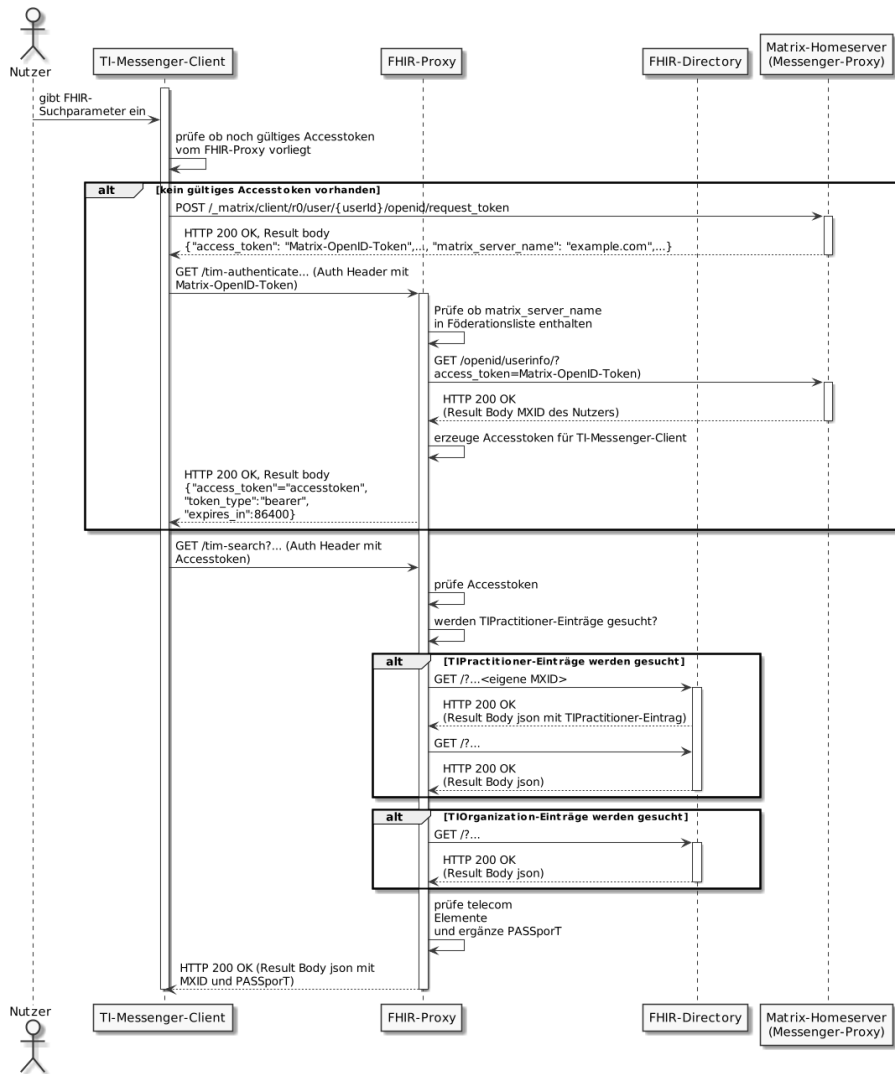 Nutzer
TI-Messenger-Client
FHIR-Proxy
FHIR-Directory
Matrix-Homeserver
(Messenger-Proxy)
gibt FHIR-
Suchparameter ein
prüfe ob noch gültiges Accesstoken
vom FHIR-Proxy vorliegt
alt
[kein gültiges Accesstoken vorhanden]
POST /_matrix/client/r0/user/{userId}/openid/request_token
HTTP 200 OK, Result body
{"access_token": "Matrix-OpenID-Token",..., "matrix_server_name": "example.com",...}
GET /tim-authenticate... (Auth Header mit
Matrix-OpenID-Token)
Prüfe ob matrix_server_name
in Föderationsliste enthalten
GET /openid/userinfo/?
access_token=Matrix-OpenID-Token)
HTTP 200 OK
(Result Body MXID des Nutzers)
erzeuge Accesstoken für TI-Messenger-Client
HTTP 200 OK, Result body
{"access_token"="accesstoken",
"token_type":"bearer",
"expires_in":86400}
GET /tim-search?... (Auth Header mit
Accesstoken)
prüfe Accesstoken
werden TIPractitioner-Einträge gesucht?
alt
[TIPractitioner-Einträge werden gesucht]
GET /?...<eigene MXID>
HTTP 200 OK
(Result Body json mit TIPractitioner-Eintrag)
GET /?...
HTTP 200 OK
(Result Body json)
alt
[TIOrganization-Einträge werden gesucht]
GET /?...
HTTP 200 OK
(Result Body json)
prüfe telecom
Elemente
und ergänze PASSporT
HTTP 200 OK (Result Body json mit
MXID und PASSporT)
Nutzer
TI-Messenger-Client
FHIR-Proxy
FHIR-Directory
Matrix-Homeserver
(Messenger-Proxy)